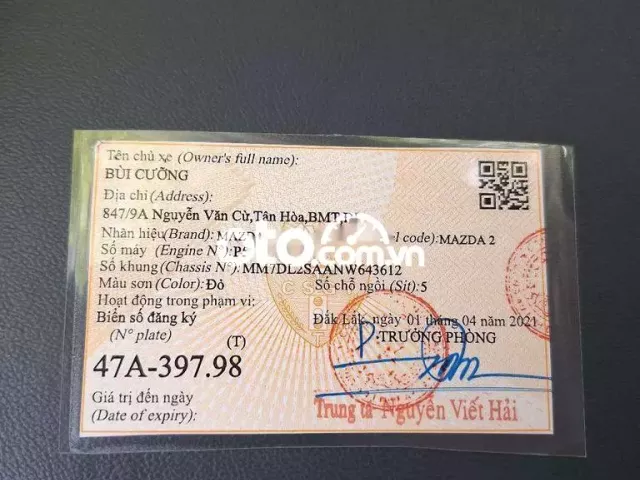 Tên chủ xe (Owner's full name):
BÙI CƯỜNG
Địa chỉ (Address):
847/9A Nguyễn Văn Cừ,Tân Hòa,BMT,
Nhãn hiệu(Brand): MAZDA code):MAZDA 2
Số máy (Engine N°):
Số khung(Chassis N°):MM7DL2SAANW643612
Màu sơn (Color):Đỏ Số chỗ ngồi (Sit):5
Hoạt động trong phạm vi:
Biển số đăng ký Đắk Lắk, ngày 01 tháng 04 năm 2021
(N° plate) (T) P.TRƯỞNG PHÒNG
47A-397.98
Giá trị đến ngày Trung tá Nguyễn Viết Hải
(Date of expiry):
oto.com.vn